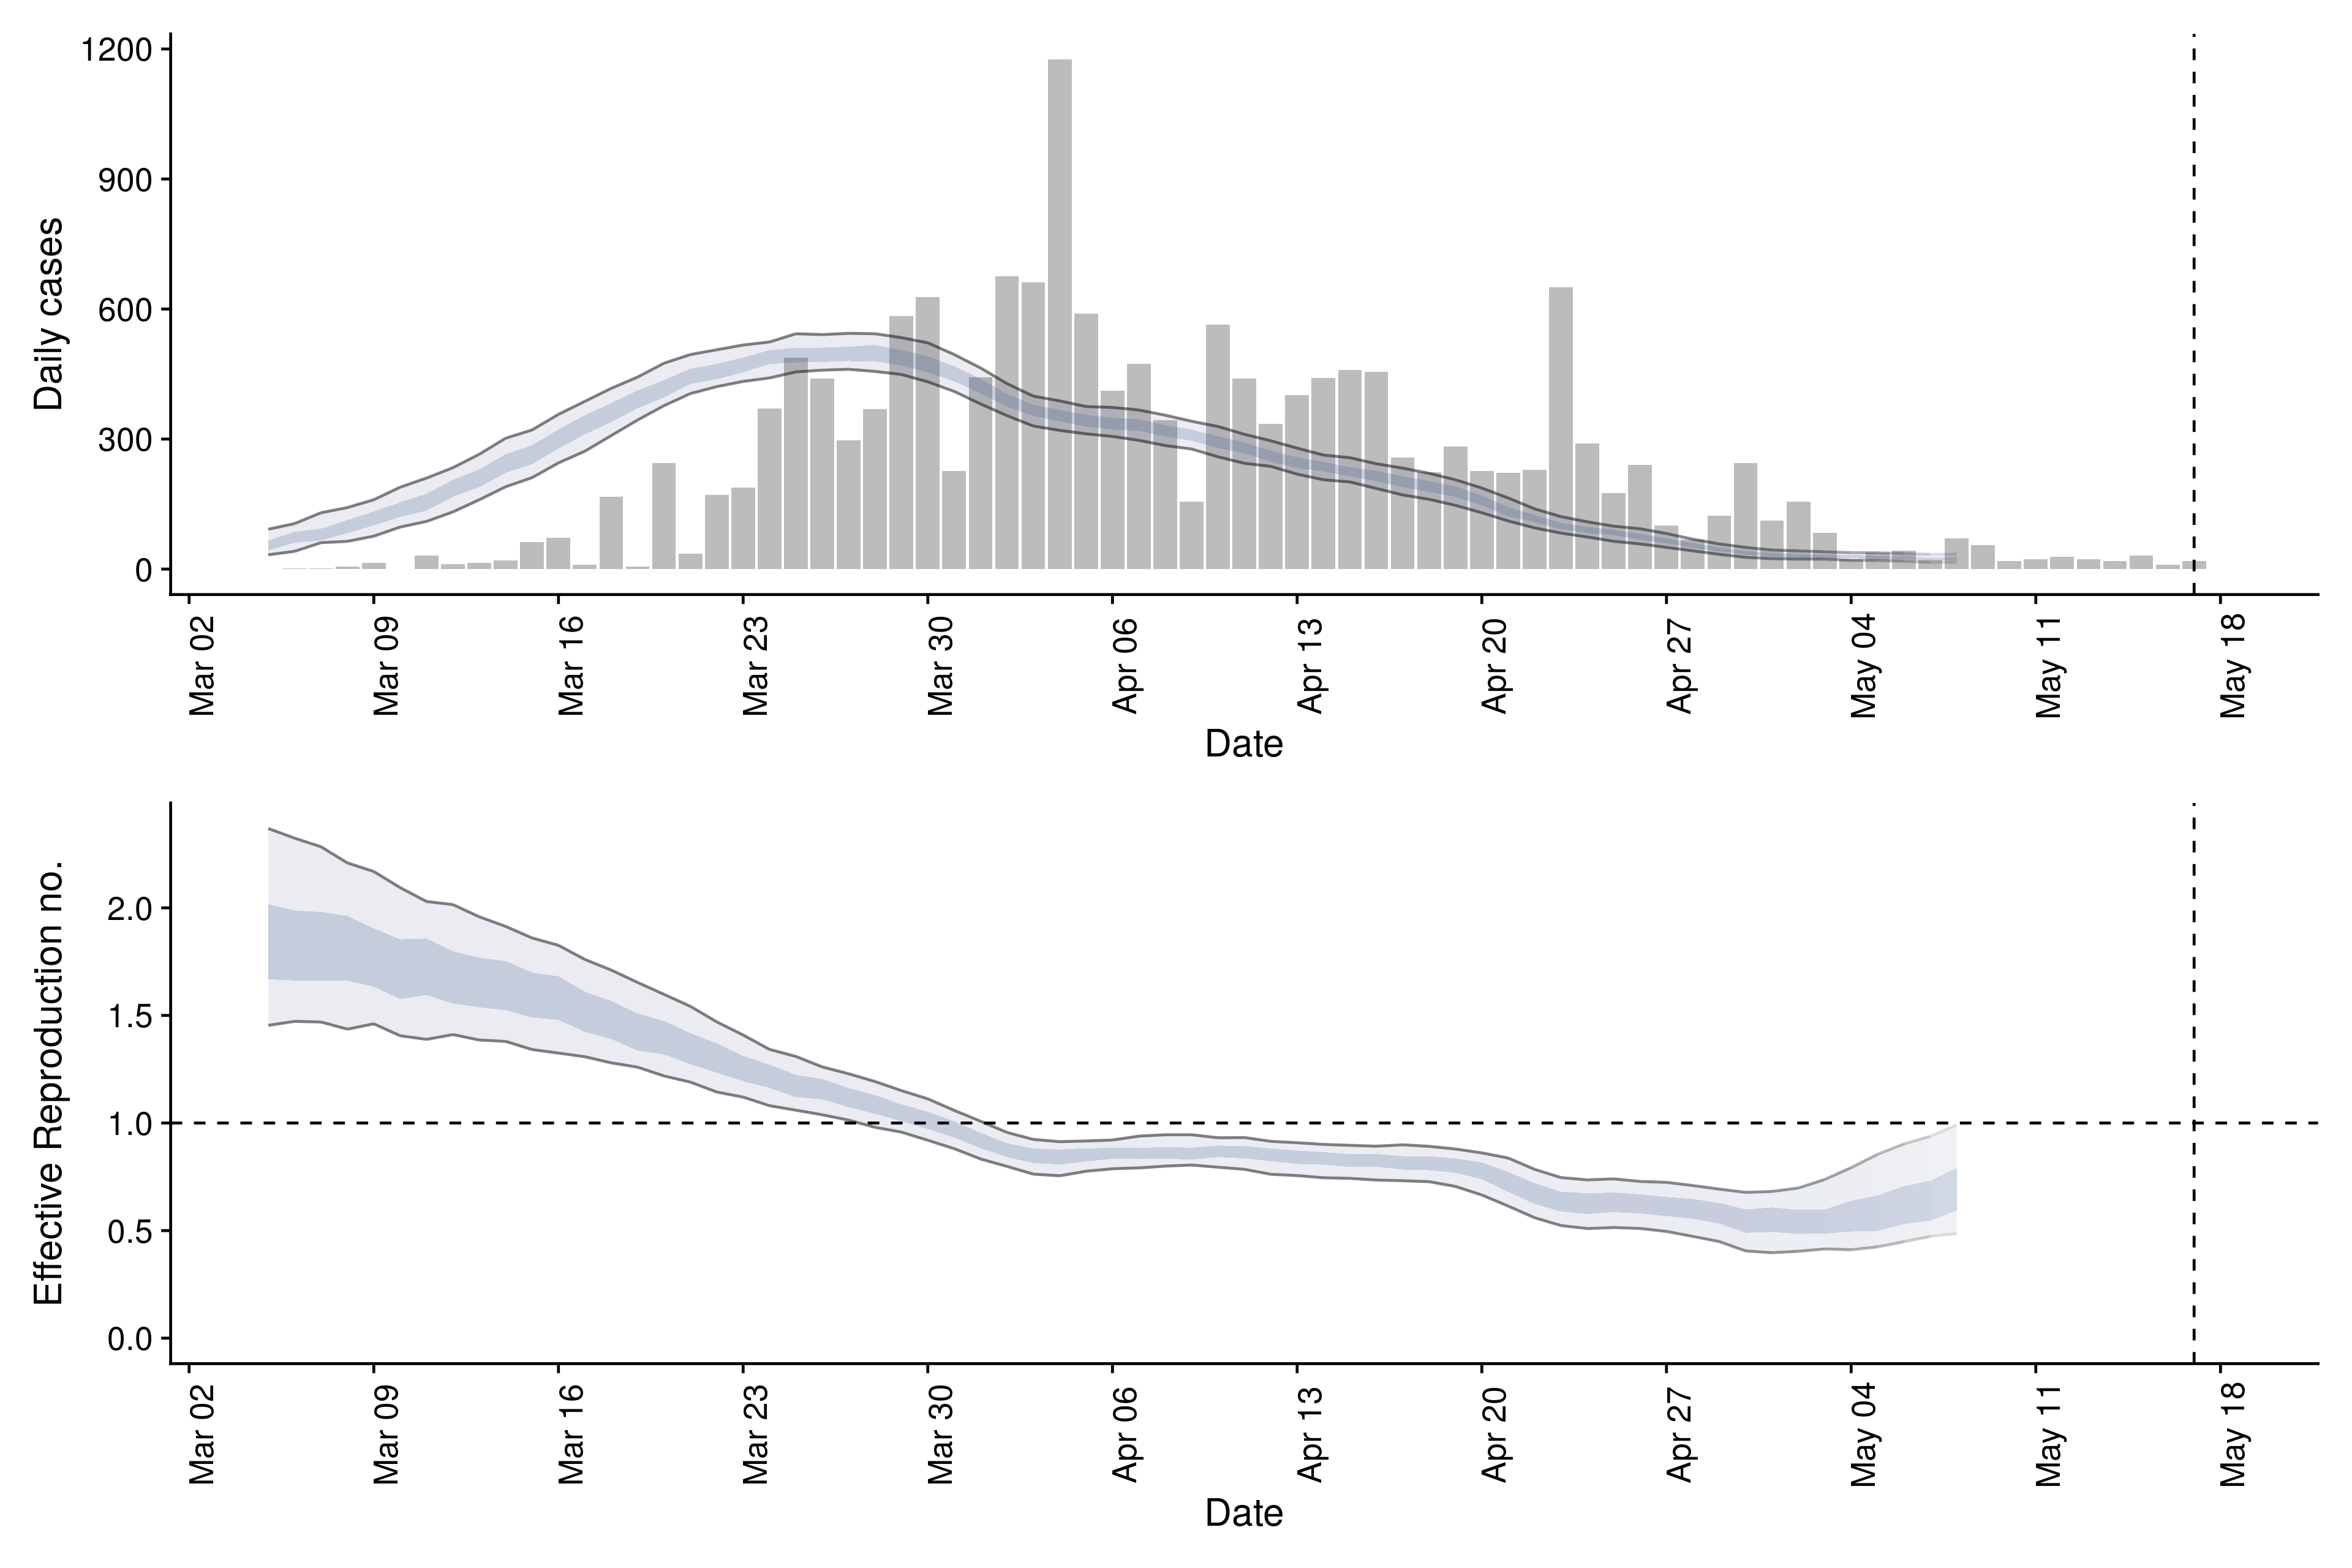 Daily cases
1200
900
600
300
0
Mar 02
Mar 09
Mar 16
Mar 23
Mar 30
Apr 06
Apr 13
Apr 20
Apr 27
May 04
May 11
May 18
Date
Effective Reproduction no.
2.0
1.5
1.0
0.5
0.0
Mar 02
Mar 09
Mar 16
Mar 23
Mar 30
Apr 06
Apr 13
Apr 20
Apr 27
May 04
May 11
May 18
Date